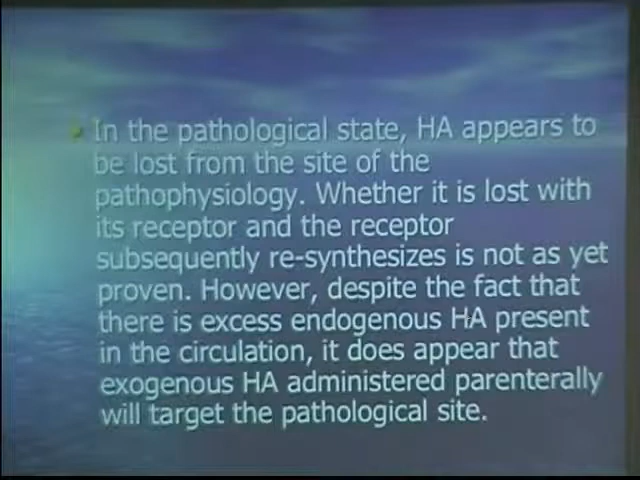 In the pathological state, HA appears to
be lost from the site of the
pathophysiology. Whether it is lost with
its receptor and the receptor
subsequently re-synthesizes is not as yet
proven. However, despite the fact that
there is excess endogenous HA present
in the circulation, it does appear that
exogenous HA administered parenterally
will target the pathological site.